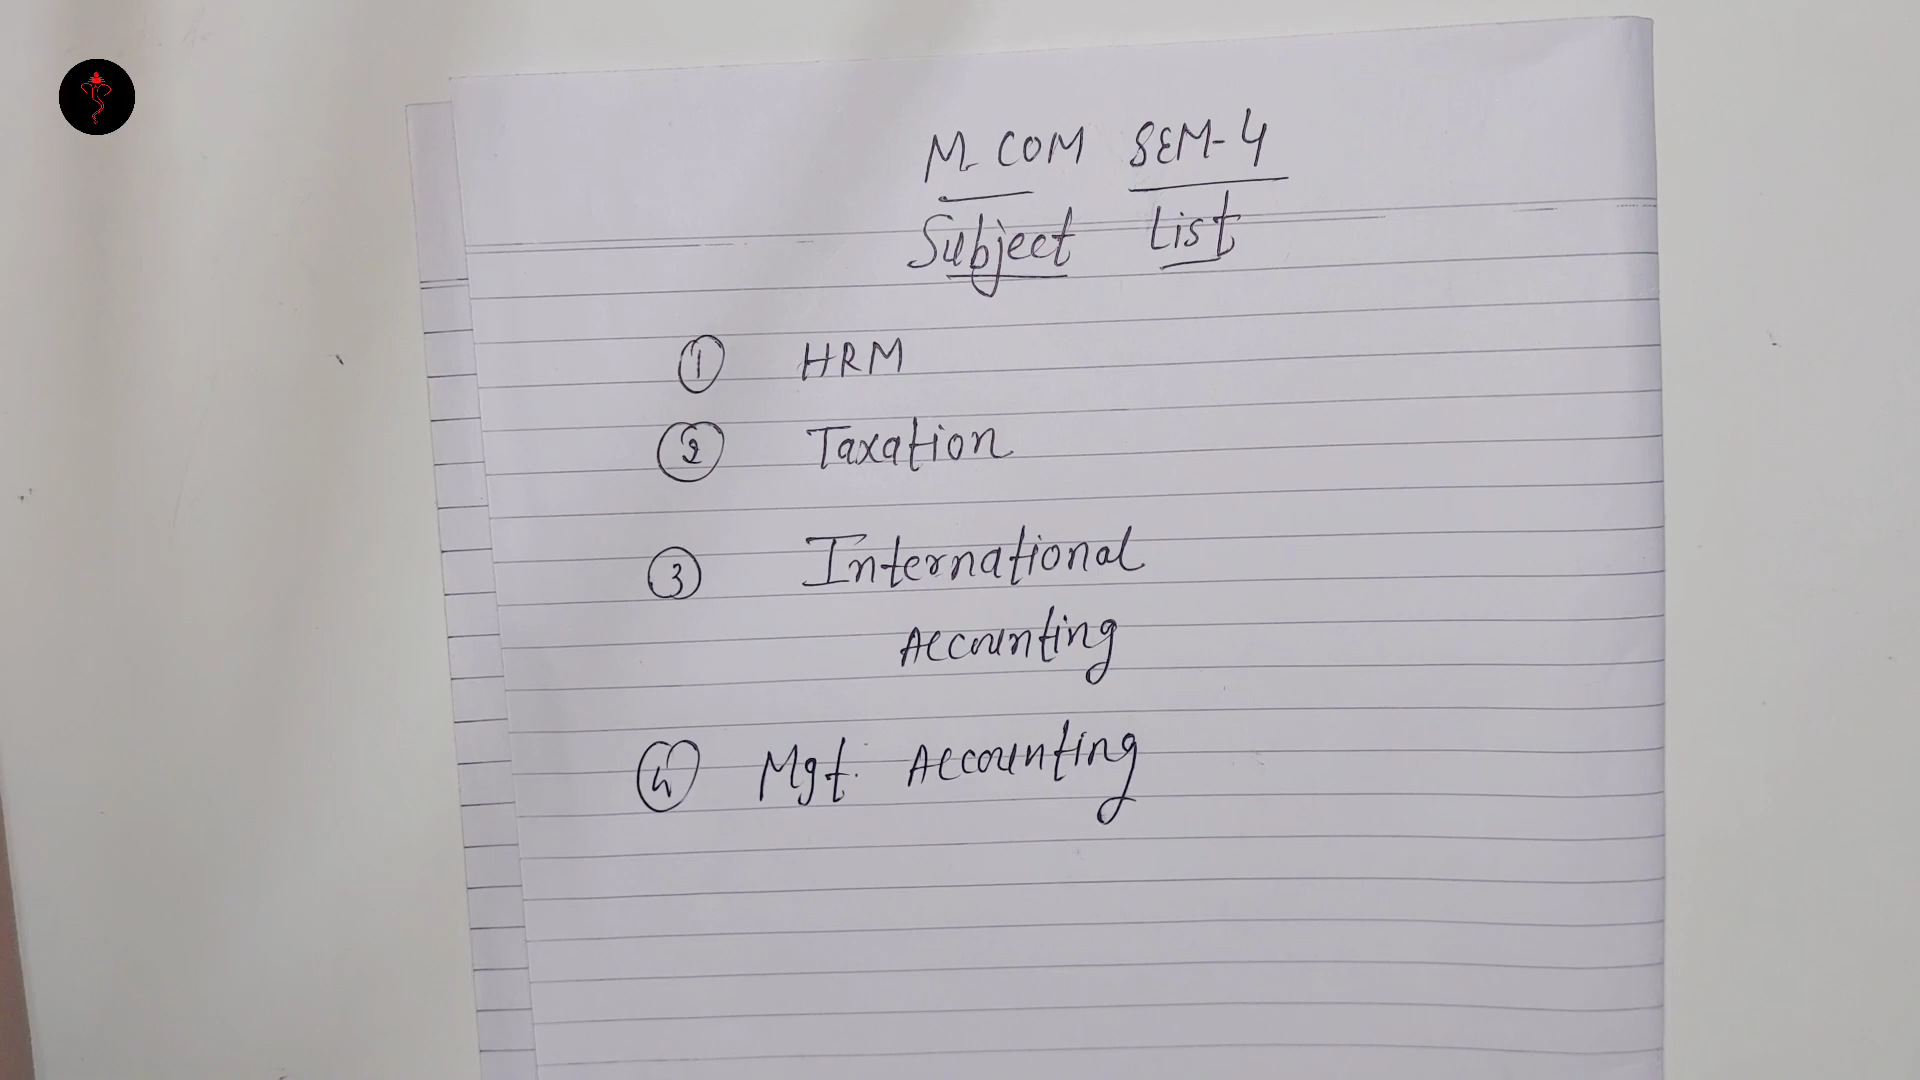 M. COM SEM-4
Subject List
① HRM
② Taxation
③ International
Accounting
④ Mgt. Accounting